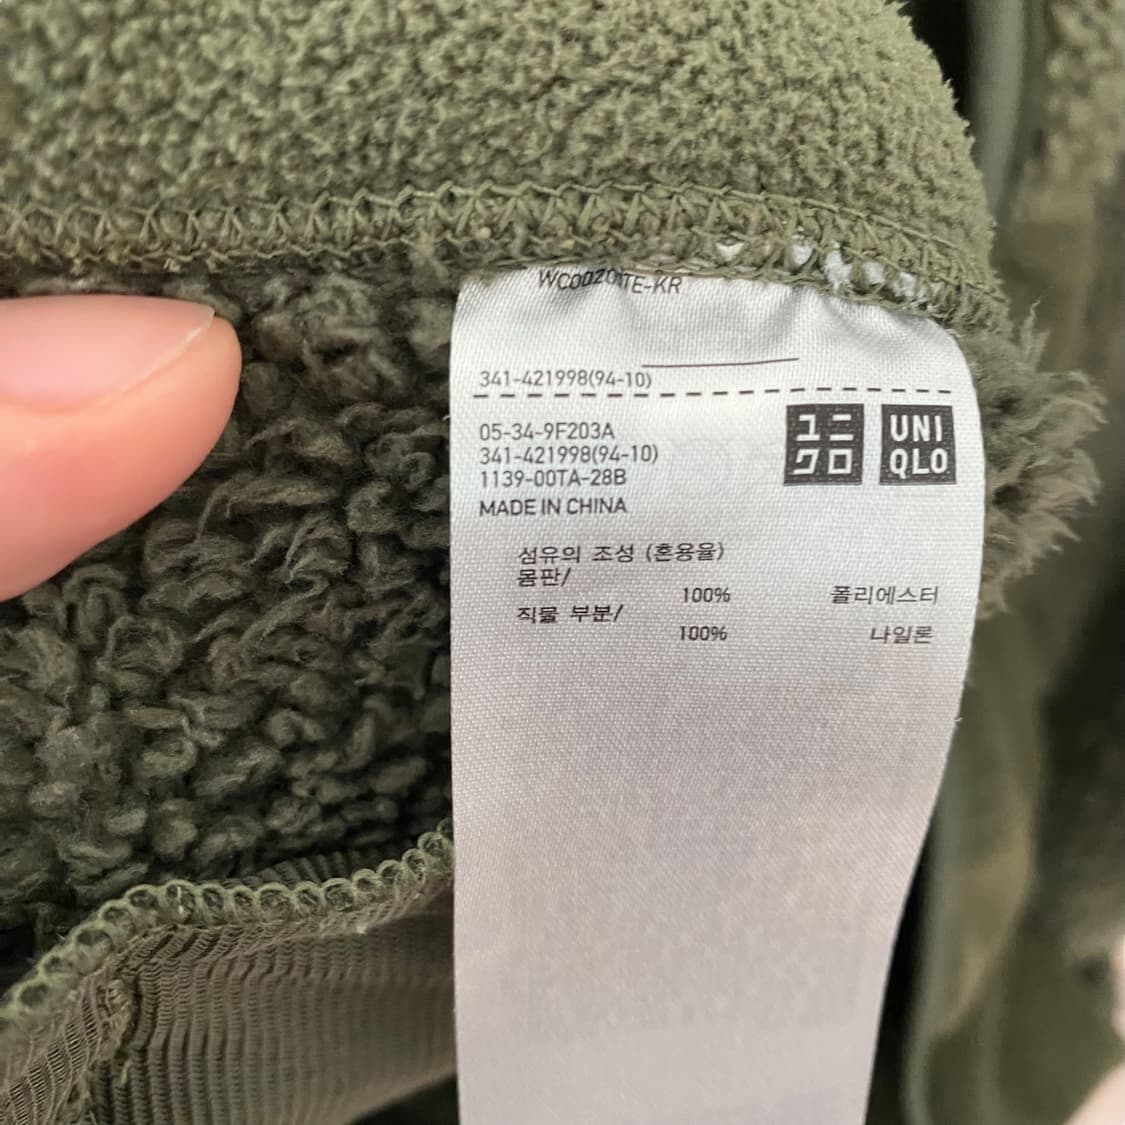 341-421998(94-10)
05-34-9F203A
341-421998(94-10)
1139-00TA-28B
MADE IN CHINA
ユニ
クロ
UNI
QLO
섬유의 조성 (혼용율)
몸판/
100% 폴리에스터
직물 부분/
100% 나일론